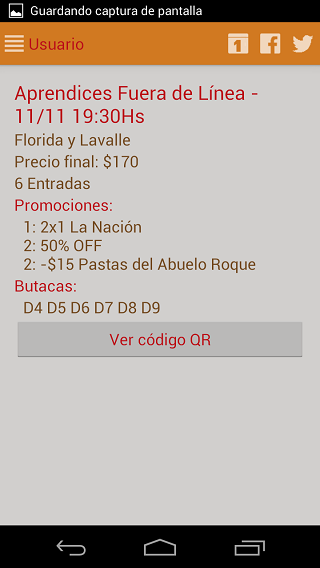 Guardando captura de pantalla
Usuario
1
Aprendices Fuera de Línea -
11/11 19:30Hs
Florida y Lavalle
Precio final: $170
6 Entradas
Promociones:
1: 2x1 La Nación
2: 50% OFF
2: -$15 Pastas del Abuelo Roque
Butacas:
D4 D5 D6 D7 D8 D9
Ver código QR